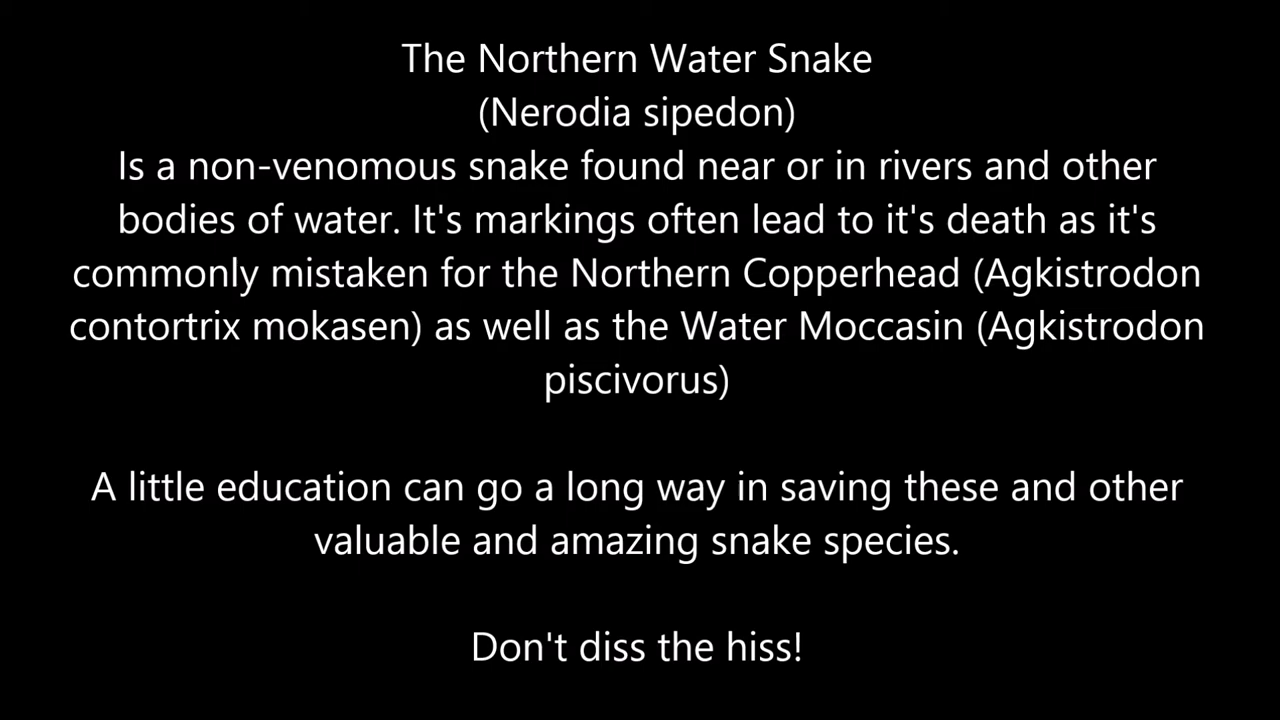 The Northern Water Snake
(Nerodia sipedon)
Is a non-venomous snake found near or in rivers and other
bodies of water. It's markings often lead to it's death as it's
commonly mistaken for the Northern Copperhead (Agkistrodon
contortrix mokasen) as well as the Water Moccasin (Agkistrodon
piscivorus)
A little education can go a long way in saving these and other
valuable and amazing snake species.
Don't diss the hiss!